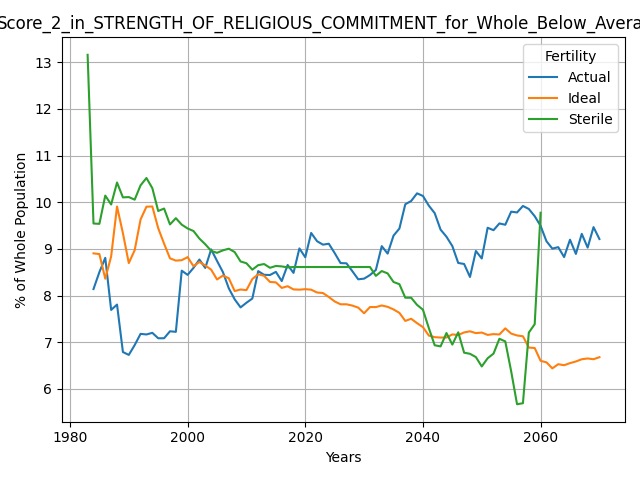 Score_2_in_STRENGTH_OF_RELIGIOUS_COMMITMENT_for_Whole_Below_Avera
Fertility
Actual
Ideal
Sterile
% of Whole Population
13
12
11
10
9
8
7
6
1980
2000
2020
2040
2060
Years